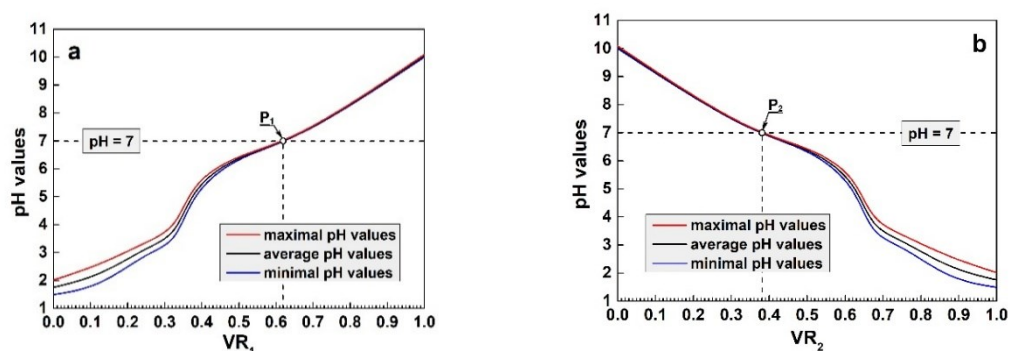 a
11
10
9
8
7
6
5
4
3
2
1
pH values
P1
pH = 7
maximal pH values
average pH values
minimal pH values
0.0 0.1 0.2 0.3 0.4 0.5 0.6 0.7 0.8 0.9 1.0
VR1
b
11
10
9
8
7
6
5
4
3
2
1
pH values
P2
pH = 7
maximal pH values
average pH values
minimal pH values
0.0 0.1 0.2 0.3 0.4 0.5 0.6 0.7 0.8 0.9 1.0
VR2